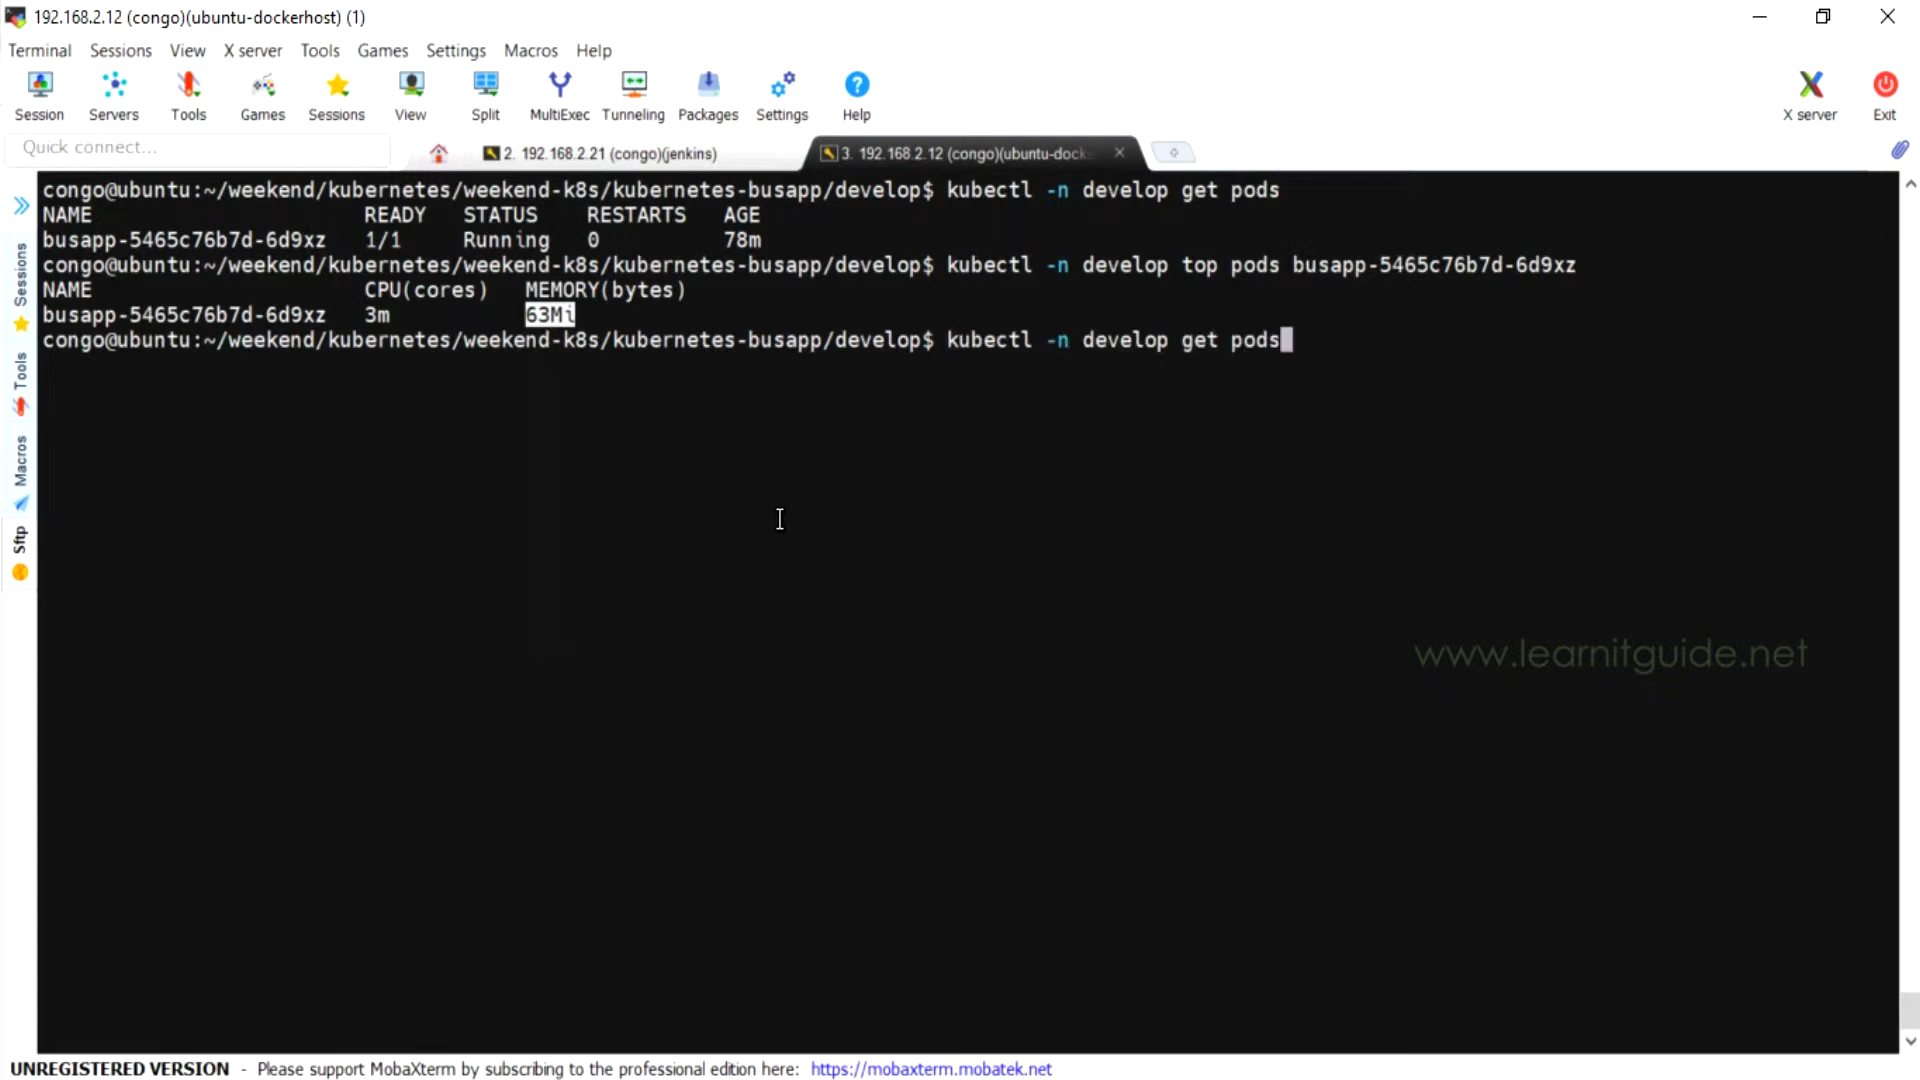 192.168.2.12 (congo)(ubuntu-dockerhost) (1)
Terminal Sessions View X server Tools Games Settings Macros Help
Session Servers Tools Games Sessions View Split MultiExec Tunneling Packages Settings Help X server Exit
Quick connect...
2. 192.168.2.21 (congo)(jenkins)
3. 192.168.2.12 (congo)(ubuntu-dock
congo@ubuntu:~/weekend/kubernetes/weekend-k8s/kubernetes-busapp/develop$ kubectl -n develop get pods
NAME READY STATUS RESTARTS AGE
busapp-5465c76b7d-6d9xz 1/1 Running 0 78m
congo@ubuntu:~/weekend/kubernetes/weekend-k8s/kubernetes-busapp/develop$ kubectl -n develop top pods busapp-5465c76b7d-6d9xz
NAME CPU(cores) MEMORY(bytes)
busapp-5465c76b7d-6d9xz 3m 63Mi
congo@ubuntu:~/weekend/kubernetes/weekend-k8s/kubernetes-busapp/develop$ kubectl -n develop get pods
Sessions
Tools
Macros
Sftp
www.learnitguide.net
UNREGISTERED VERSION - Please support MobaXterm by subscribing to the professional edition here: https://mobaxterm.mobatek.net